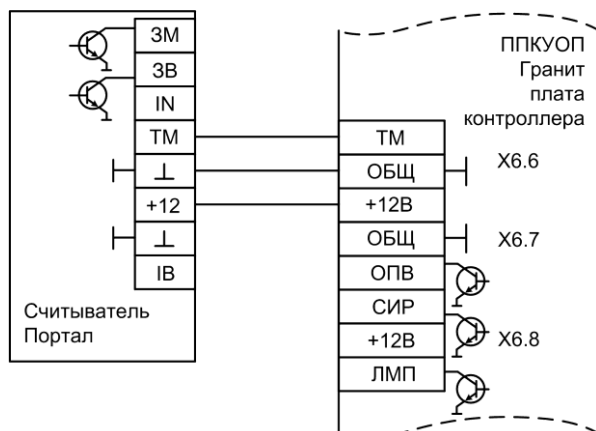 ЗМ
ЗВ
IN
ТМ
⊥
+12
⊥
IB
Считыватель
Портал
ППКУОП
Гранит
плата
контроллера
ТМ
ОБЩ
+12В
ОБЩ
ОПВ
СИР
+12В
ЛМП
X6.6
X6.7
X6.8